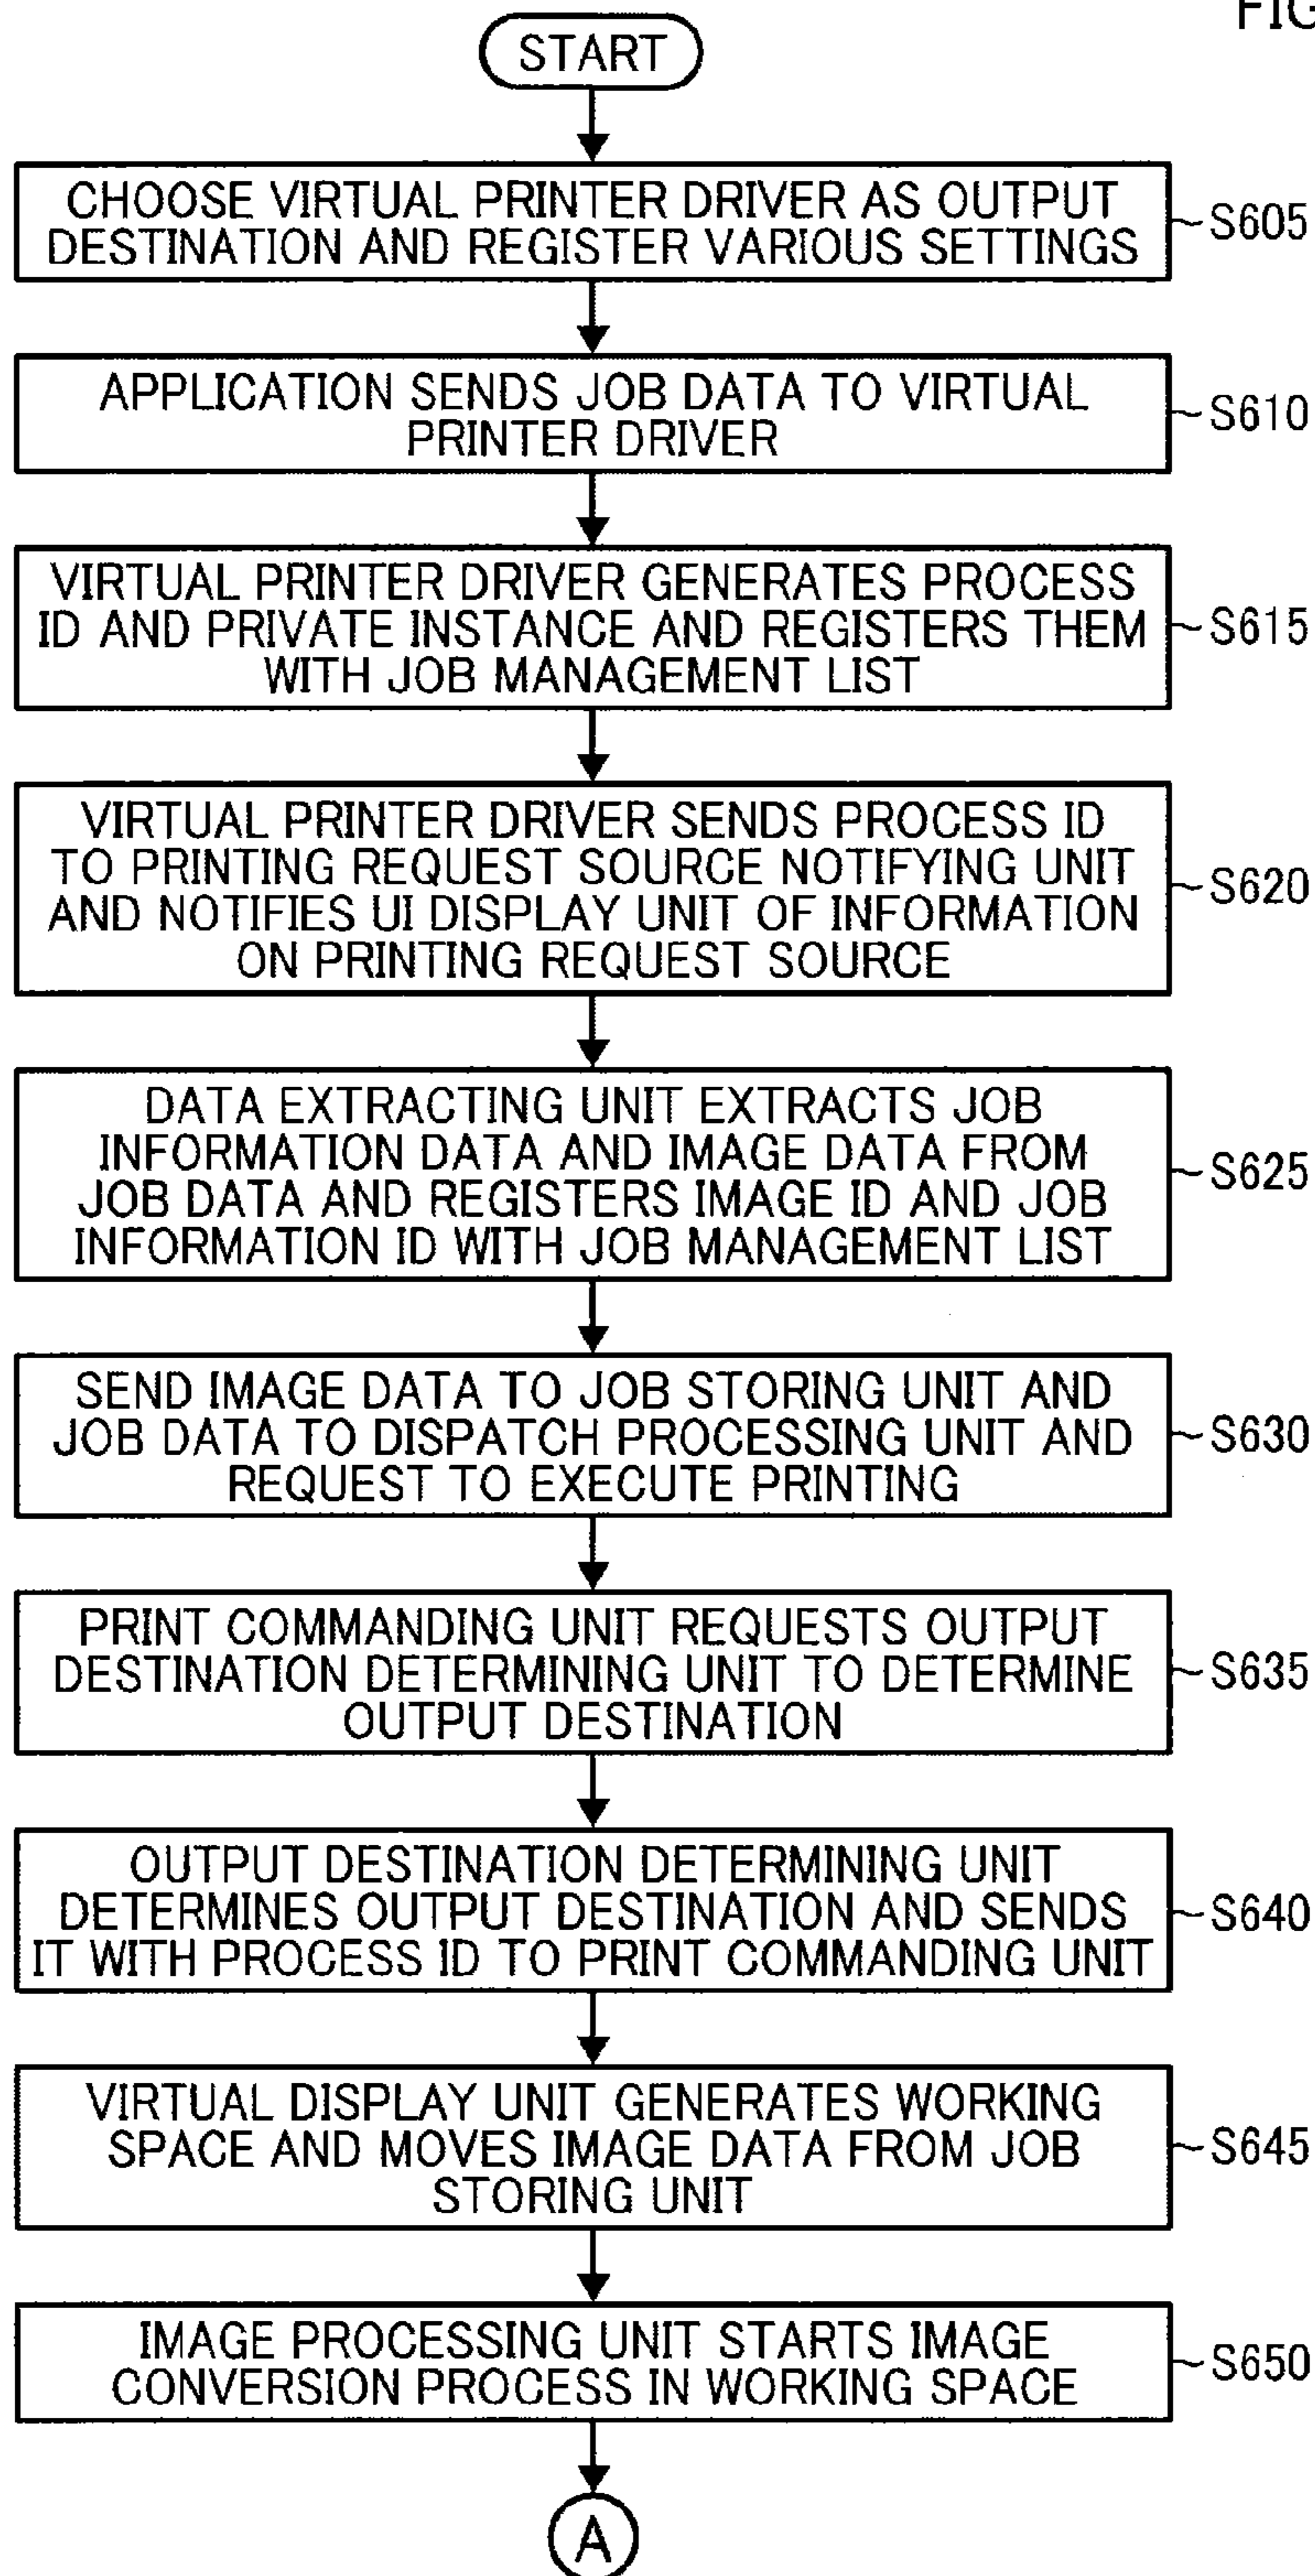 FIG
START
CHOOSE VIRTUAL PRINTER DRIVER AS OUTPUT
DESTINATION AND REGISTER VARIOUS SETTINGS
S605
APPLICATION SENDS JOB DATA TO VIRTUAL
PRINTER DRIVER
S610
VIRTUAL PRINTER DRIVER GENERATES PROCESS
ID AND PRIVATE INSTANCE AND REGISTERS THEM
WITH JOB MANAGEMENT LIST
S615
VIRTUAL PRINTER DRIVER SENDS PROCESS ID
TO PRINTING REQUEST SOURCE NOTIFYING UNIT
AND NOTIFIES UI DISPLAY UNIT OF INFORMATION
ON PRINTING REQUEST SOURCE
S620
DATA EXTRACTING UNIT EXTRACTS JOB
INFORMATION DATA AND IMAGE DATA FROM
JOB DATA AND REGISTERS IMAGE ID AND JOB
INFORMATION ID WITH JOB MANAGEMENT LIST
S625
SEND IMAGE DATA TO JOB STORING UNIT AND
JOB DATA TO DISPATCH PROCESSING UNIT AND
REQUEST TO EXECUTE PRINTING
S630
PRINT COMMANDING UNIT REQUESTS OUTPUT
DESTINATION DETERMINING UNIT TO DETERMINE
OUTPUT DESTINATION
S635
OUTPUT DESTINATION DETERMINING UNIT
DETERMINES OUTPUT DESTINATION AND SENDS
IT WITH PROCESS ID TO PRINT COMMANDING UNIT
S640
VIRTUAL DISPLAY UNIT GENERATES WORKING
SPACE AND MOVES IMAGE DATA FROM JOB
STORING UNIT
S645
IMAGE PROCESSING UNIT STARTS IMAGE
CONVERSION PROCESS IN WORKING SPACE
S650
A